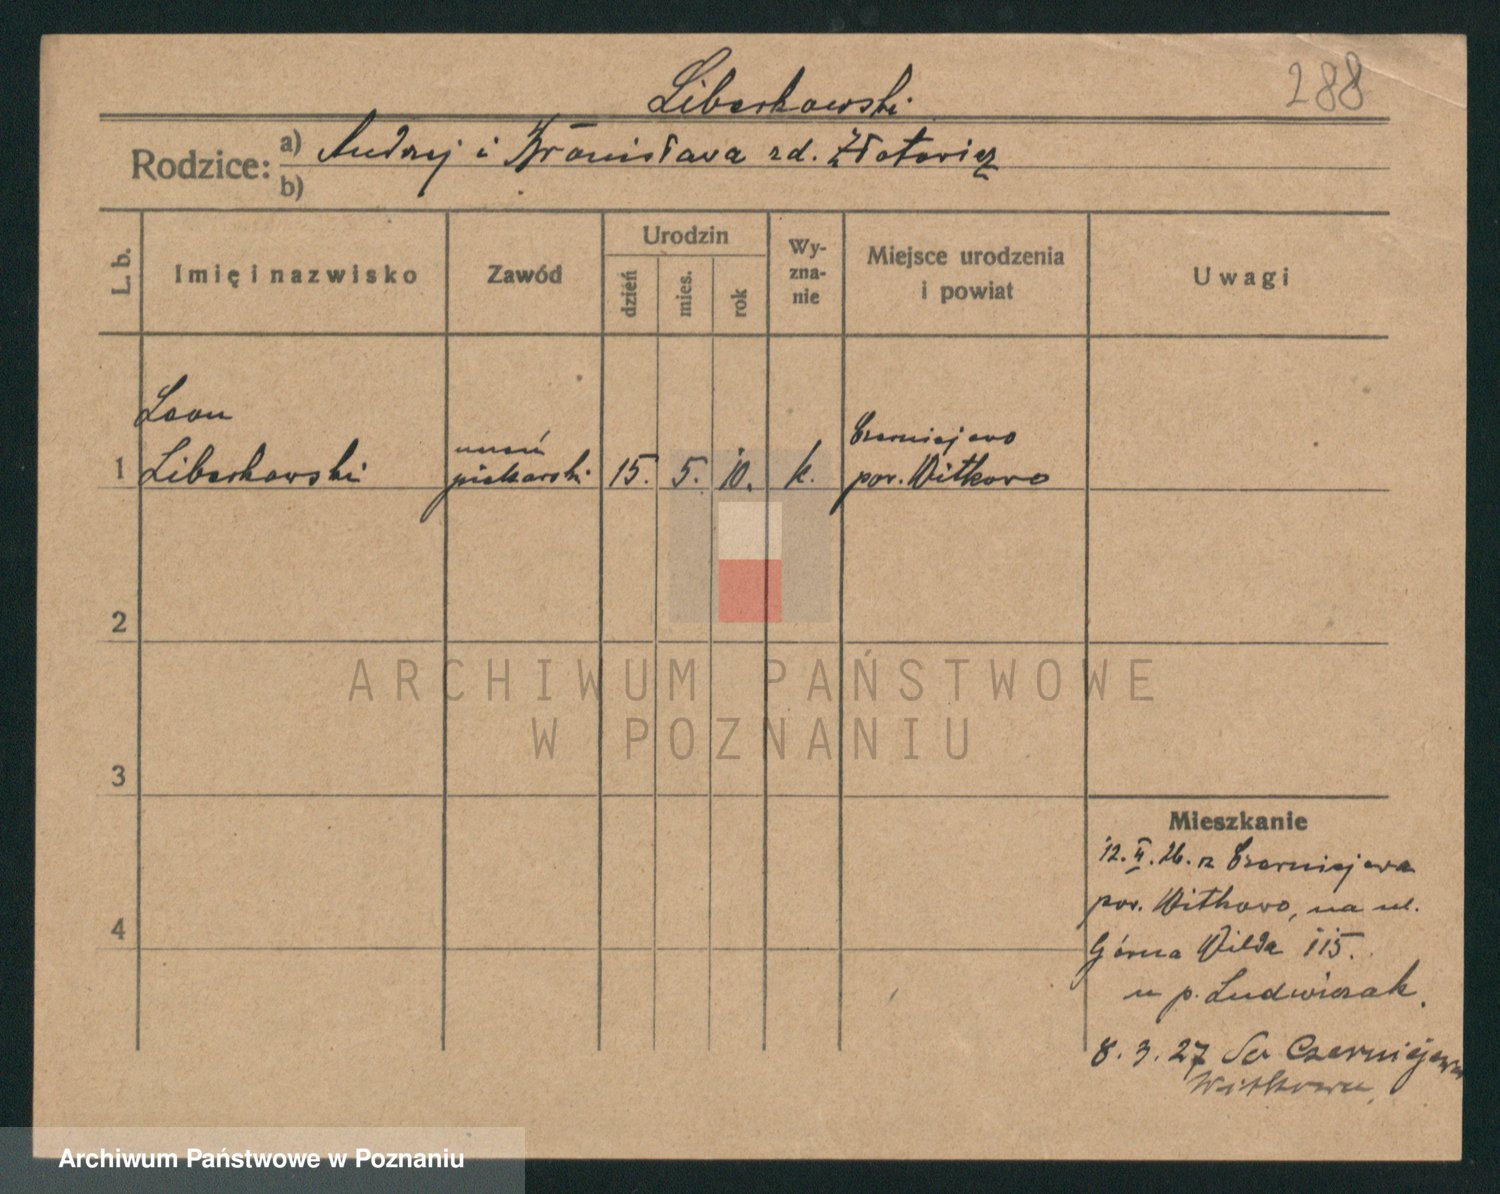 288
Liberkowski
Rodzice:
a) Andrzej i Bronisława zd. Złotowicz
b)
L. b.
Imię i nazwisko
Zawód
Urodzin
dzień
mies.
rok
Wy-
zna-
nie
Miejsce urodzenia
i powiat
Uwagi
Leon
1 Liberkowski
uczeń
piekarski
15. 5. 10. k.
Czerniejewo
pow. Witkowo
2
3
4
ARCHIWUM PAŃSTWOWE
W POZNANIU
Mieszkanie
12. II. 26. z Czerniejewa
pow. Witkowo, na ul.
Górna Wilda 115.
u p. Ludwiczak.
8. 3. 27 do Czerniejewa
Witkowo
Archiwum Państwowe w Poznaniu